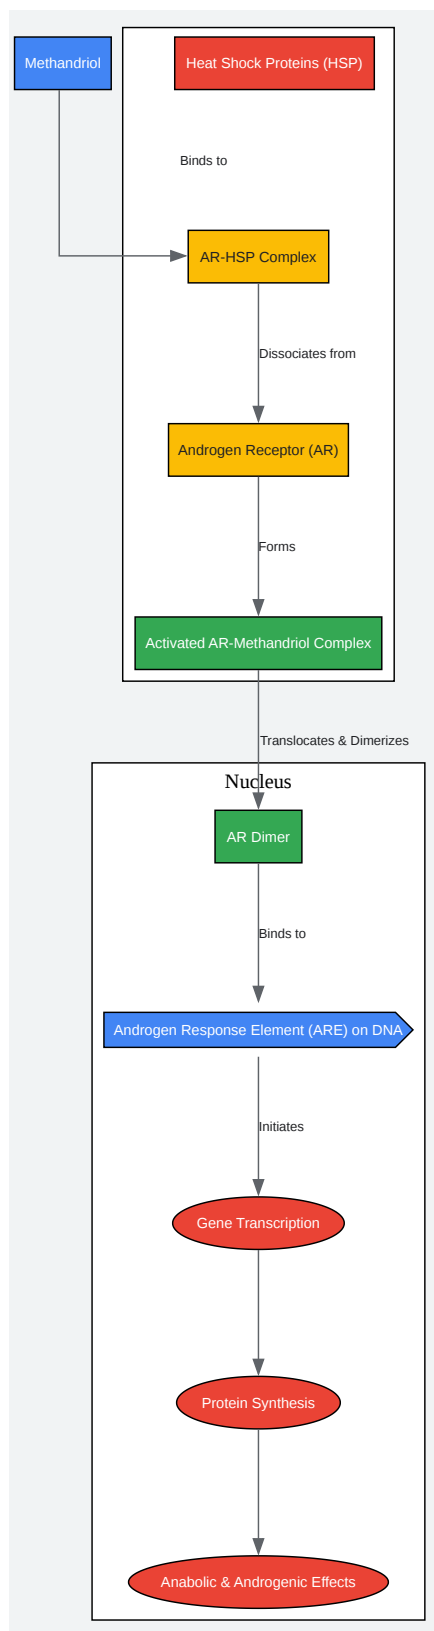 Methandriol
Heat Shock Proteins (HSP)
Binds to
AR-HSP Complex
Dissociates from
Androgen Receptor (AR)
Forms
Activated AR-Methandriol Complex
Translocates & Dimerizes
Nucleus
AR Dimer
Binds to
Androgen Response Element (ARE) on DNA
Initiates
Gene Transcription
Protein Synthesis
Anabolic & Androgenic Effects